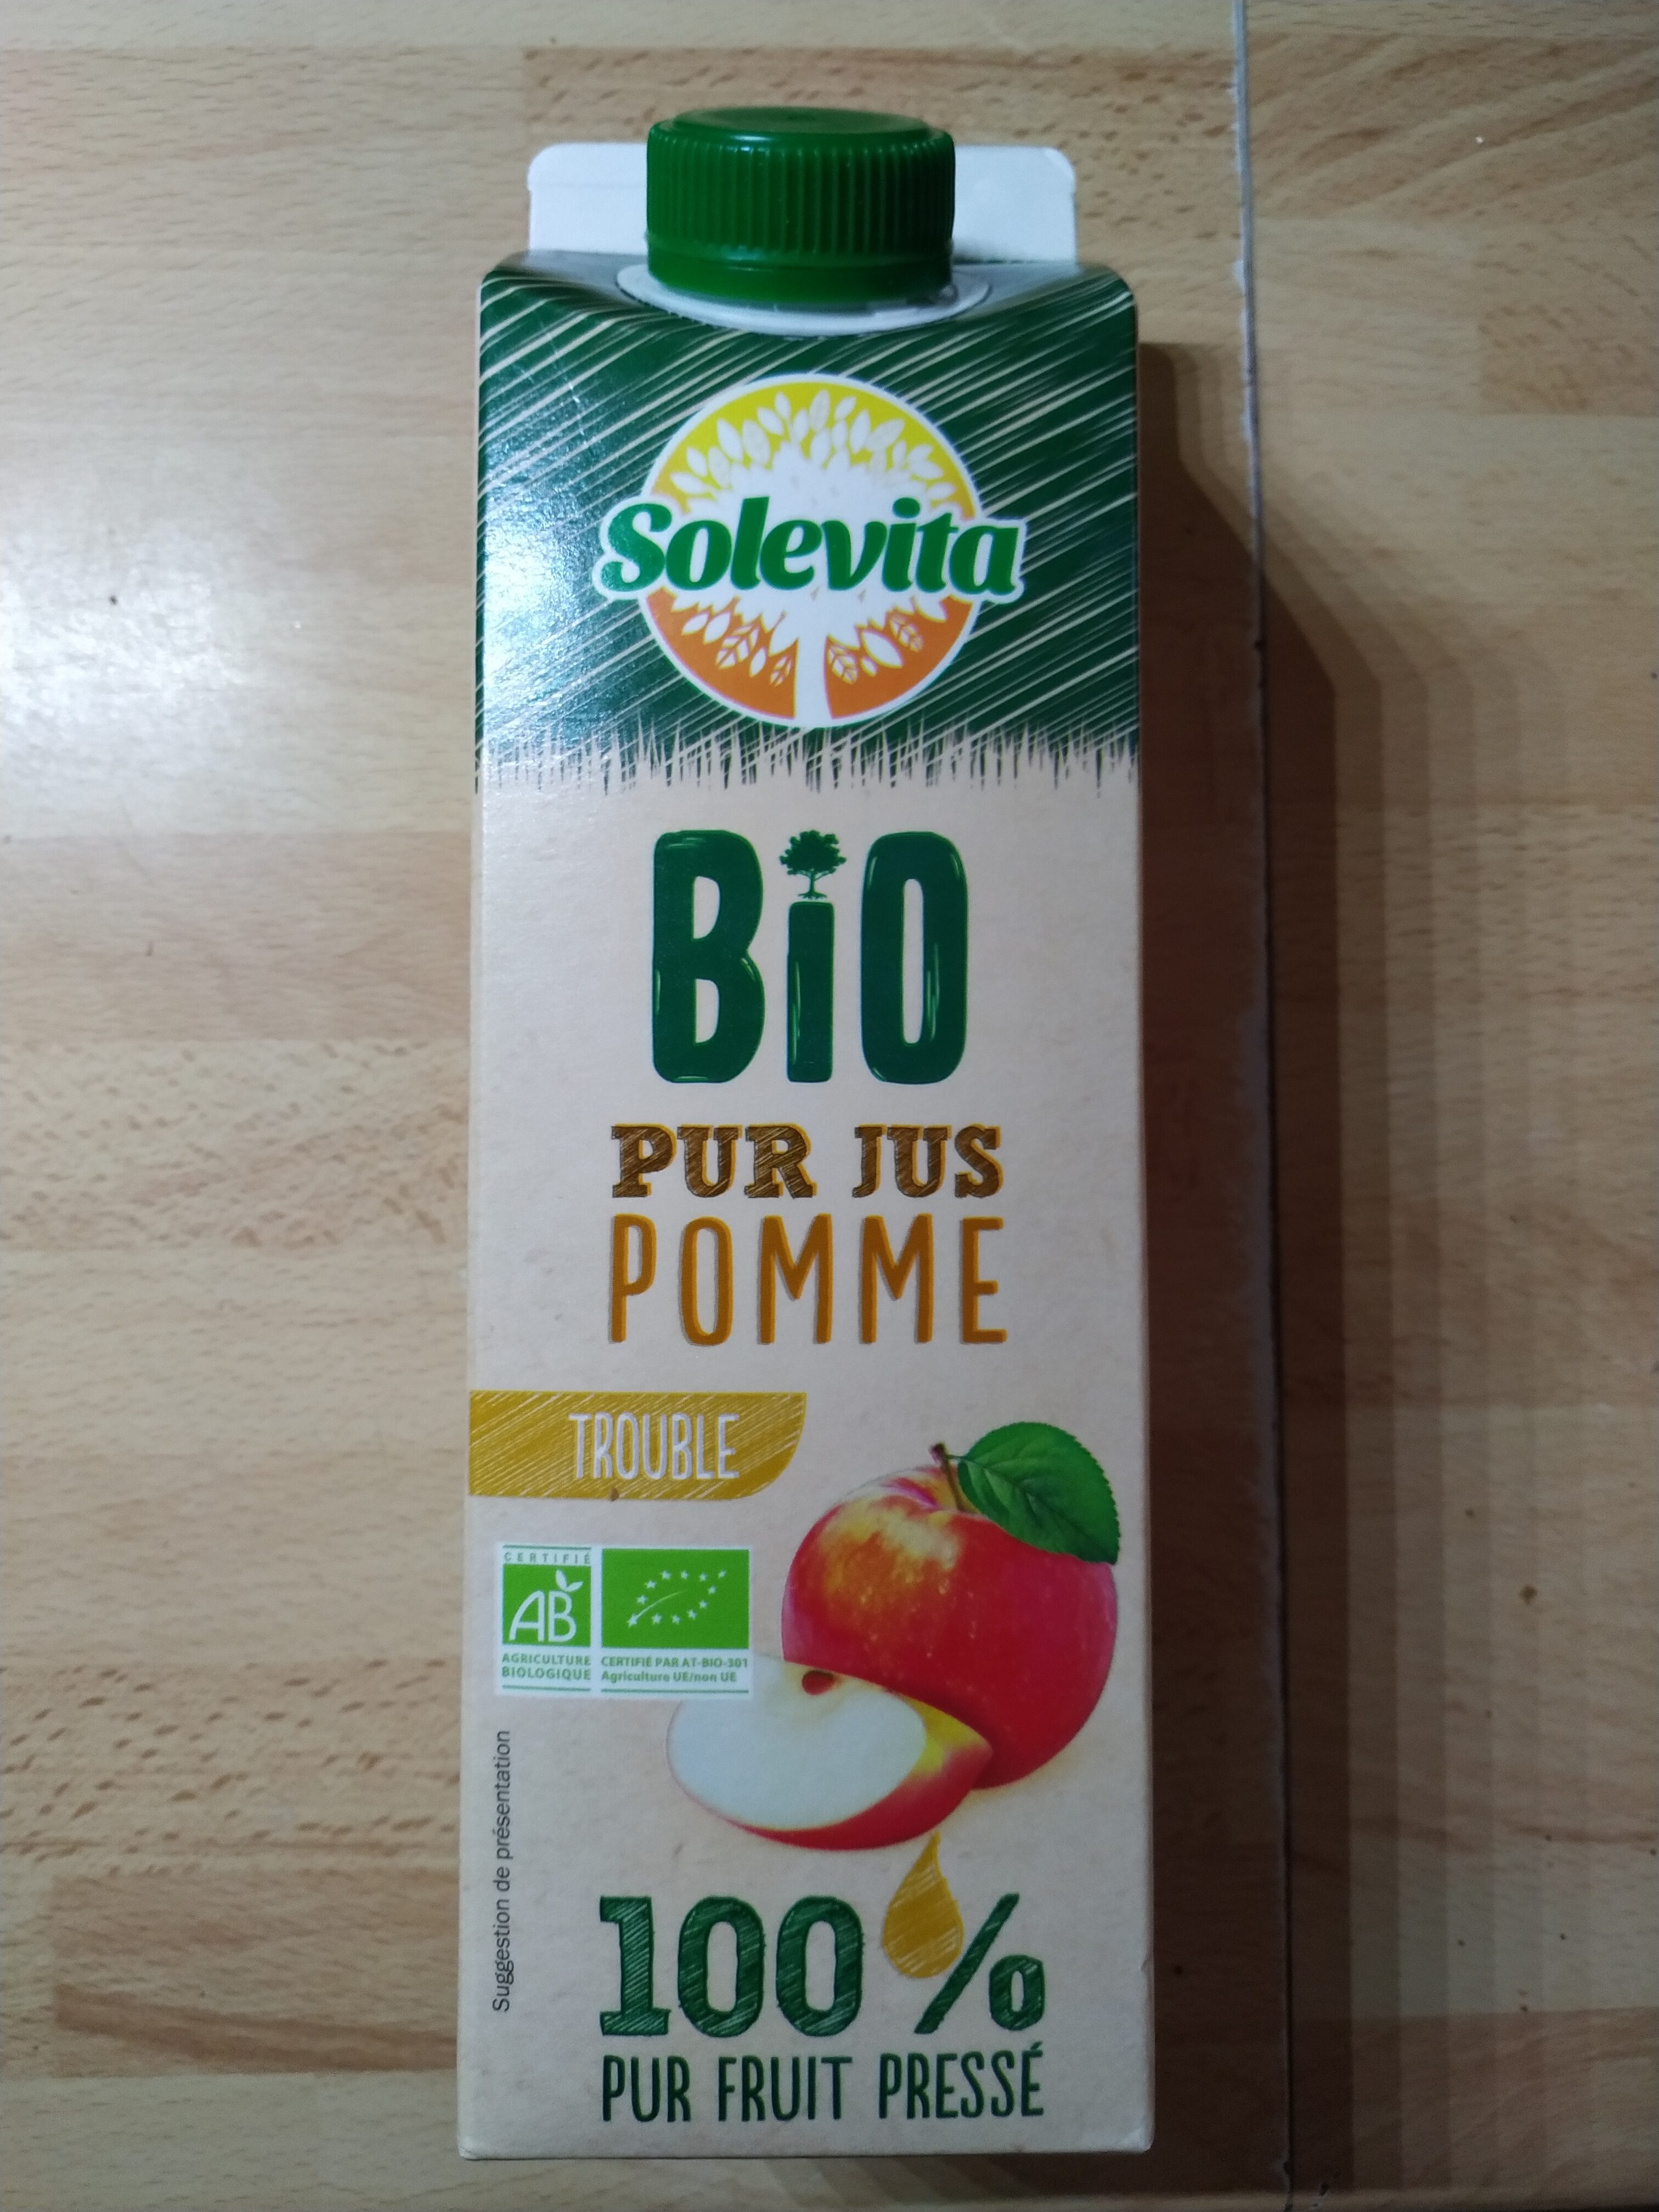 Solevita
BiO
PUR JUS
POMME
TROUBLE
CERTIFIÉ
AB
AGRICULTURE
BIOLOGIQUE
CERTIFIÉ PAR AT-BIO-301
Agriculture UE/non UE
Suggestion de présentation
100 %
PUR FRUIT PRESSÉ